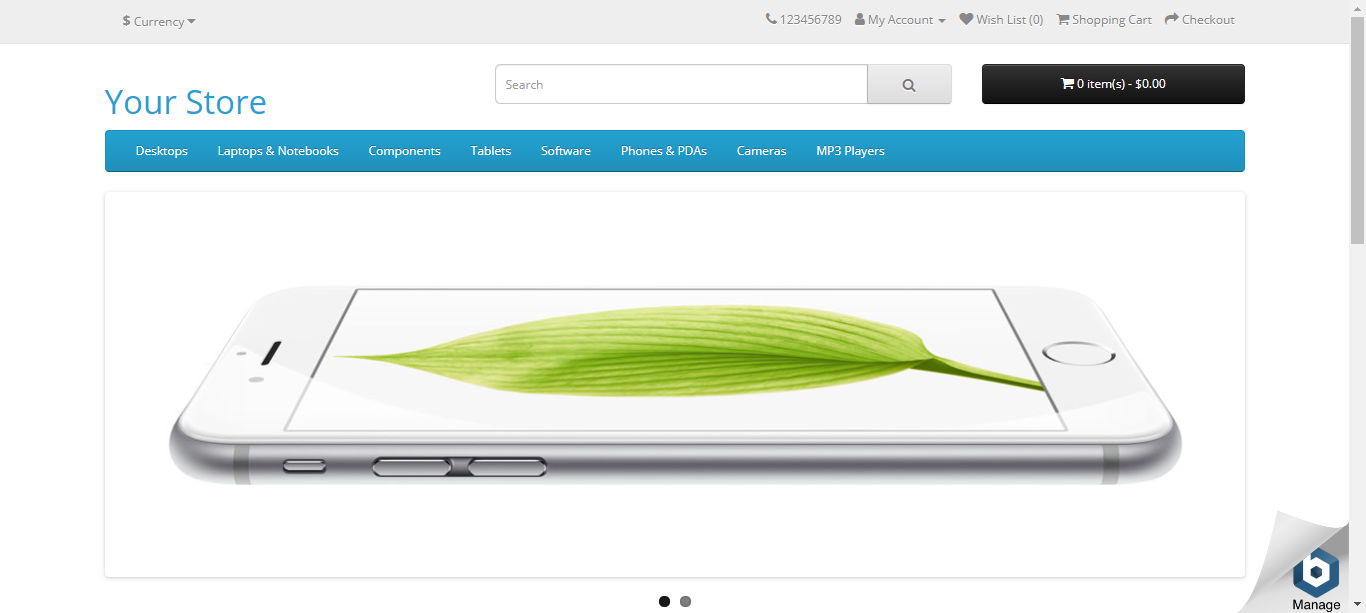 $ Currency
123456789 My Account Wish List (0) Shopping Cart Checkout
Your Store
Search
0 item(s) - $0.00
Desktops Laptops & Notebooks Components Tablets Software Phones & PDAs Cameras MP3 Players
b
Manage